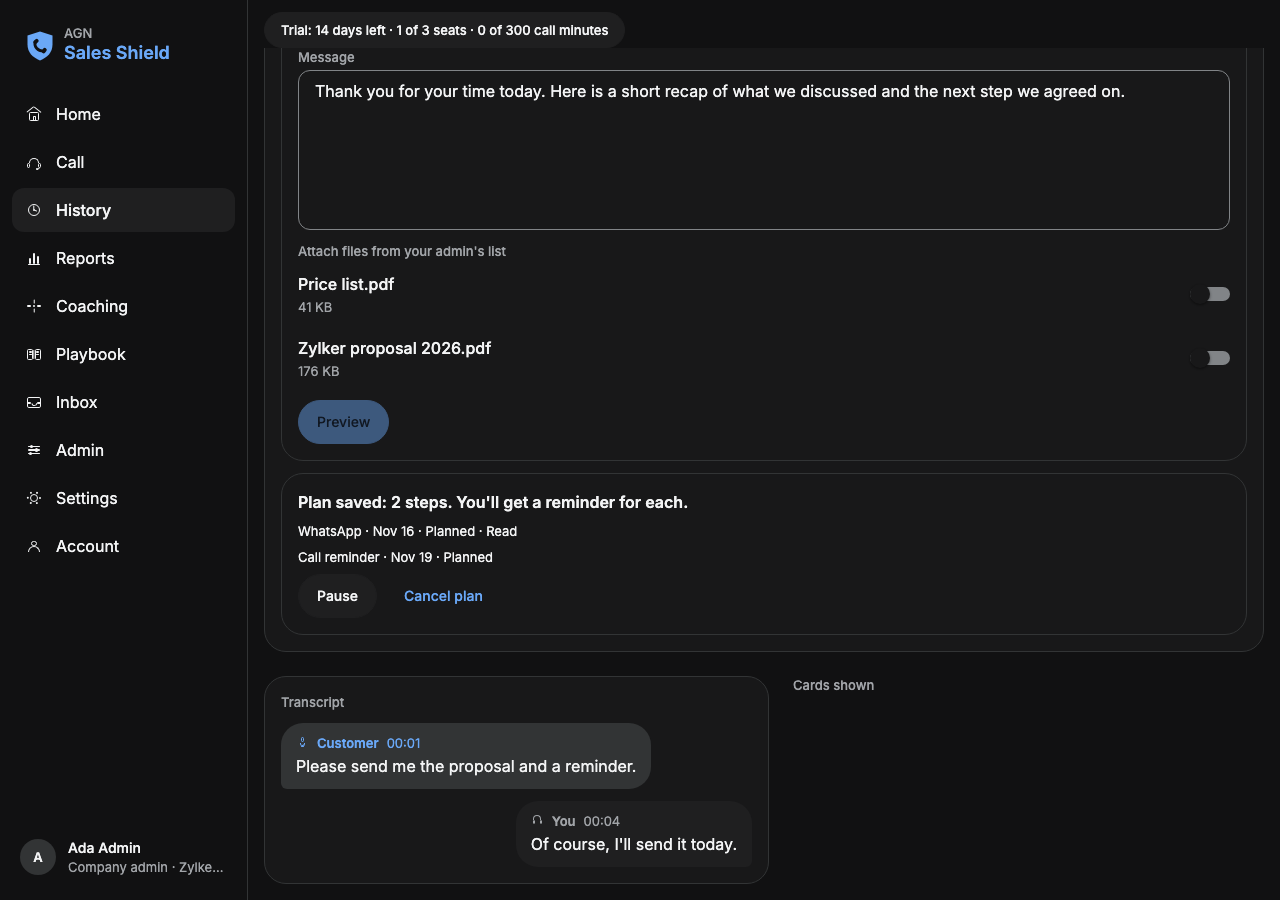 AGN
Sales Shield
Home
Call
History
Reports
Coaching
Playbook
Inbox
Admin
Settings
Account
A
Ada Admin
Company admin · Zylke...
Trial: 14 days left · 1 of 3 seats · 0 of 300 call minutes
Message
Thank you for your time today. Here is a short recap of what we discussed and the next step we agreed on.
Attach files from your admin's list
Price list.pdf
41 KB
Zylker proposal 2026.pdf
176 KB
Preview
Plan saved: 2 steps. You'll get a reminder for each.
WhatsApp · Nov 16 · Planned · Read
Call reminder · Nov 19 · Planned
Pause
Cancel plan
Transcript
Customer 00:01
Please send me the proposal and a reminder.
You 00:04
Of course, I'll send it today.
Cards shown